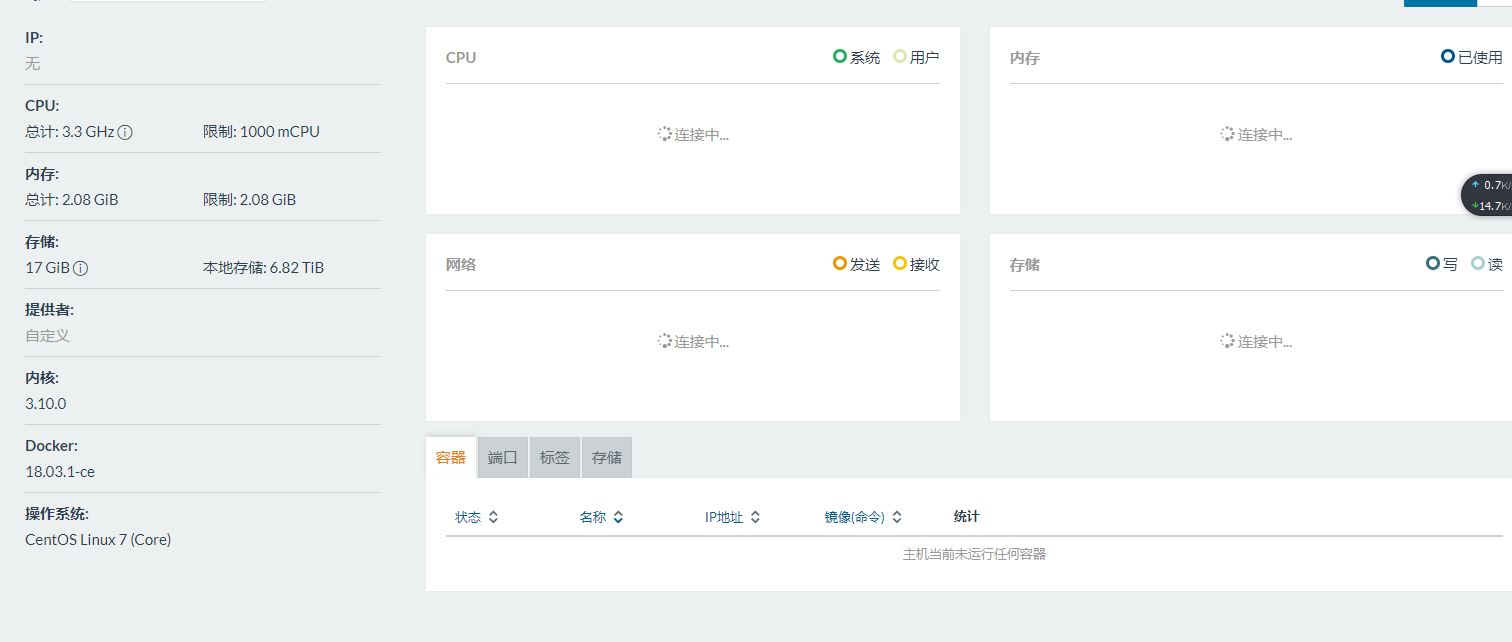 IP:
无
CPU:
总计: 3.3 GHz
限制: 1000 mCPU
内存:
总计: 2.08 GiB
限制: 2.08 GiB
存储:
17 GiB
本地存储: 6.82 TiB
提供者:
自定义
内核:
3.10.0
Docker:
18.03.1-ce
操作系统:
CentOS Linux 7 (Core)
CPU
系统
用户
连接中...
内存
已使用
连接中...
0.7K/
14.7K/
网络
发送
接收
连接中...
存储
写
读
连接中...
容器
端口
标签
存储
状态
名称
IP地址
镜像(命令)
统计
主机当前未运行任何容器